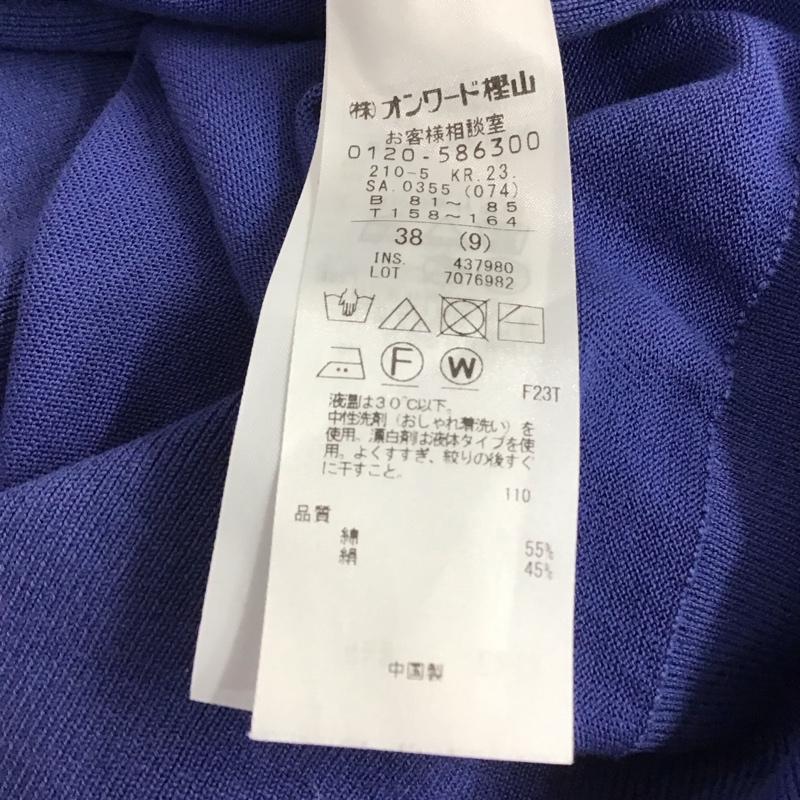 (株)オンワード樫山
お客様相談室
0120-586300
210-5 KR.23.
SA.0355 (074)
B 81～ 85
T158～164
38 (9)
INS. 437980
LOT 7076982
F W
F23T
液温は30℃以下。
中性洗剤（おしゃれ着洗い）を
使用。漂白剤は液体タイプを使
用。よくすすぎ、絞りの後すぐ
に干すこと。
110
品質
綿 55%
絹 45%
中国製